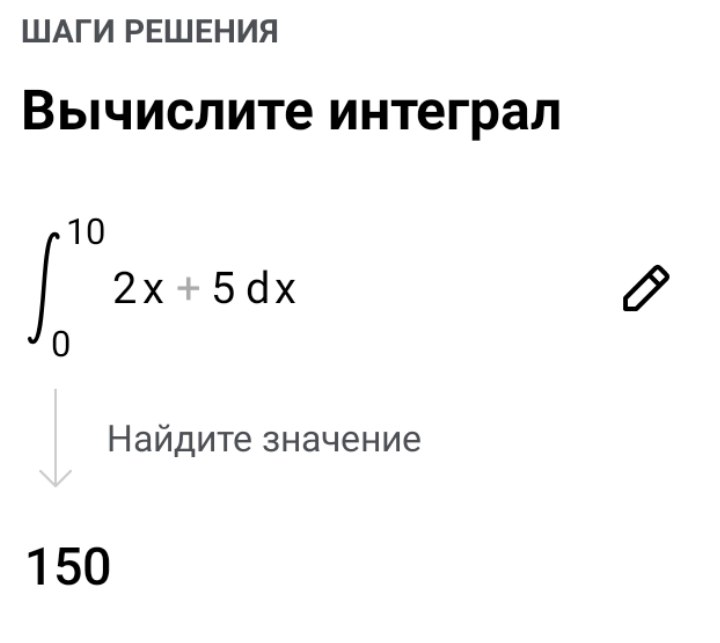 ШАГИ РЕШЕНИЯ
Вычислите интеграл
∫₀¹⁰ 2x + 5 dx
Найдите значение
150